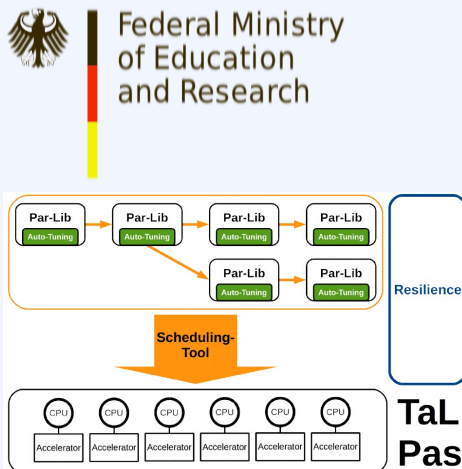 Federal Ministry
of Education
and Research
Par-Lib Par-Lib Par-Lib Par-Lib
Auto-Tuning Auto-Tuning Auto-Tuning Auto-Tuning
Par-Lib Par-Lib
Auto-Tuning Auto-Tuning
Resilience
Scheduling-
Tool
CPU CPU CPU CPU CPU CPU
Accelerator Accelerator Accelerator Accelerator Accelerator Accelerator
TaL
Pas